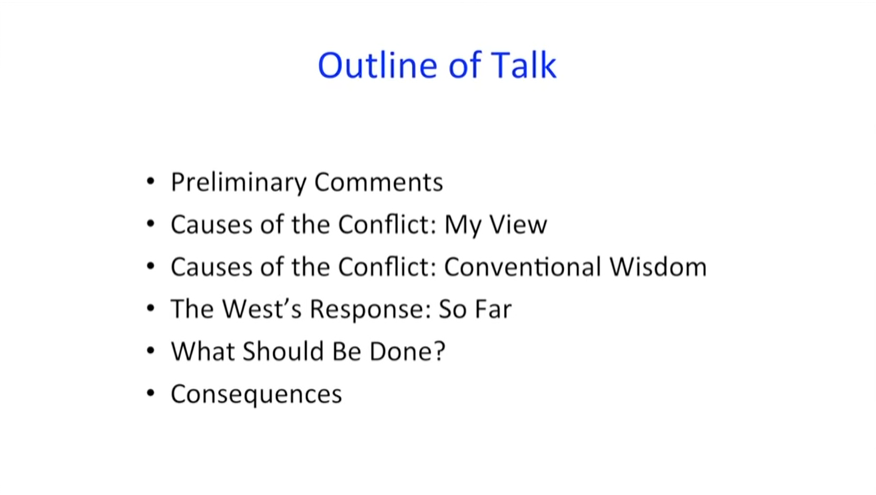 Outline of Talk
• Preliminary Comments
• Causes of the Conflict: My View
• Causes of the Conflict: Conventional Wisdom
• The West’s Response: So Far
• What Should Be Done?
• Consequences